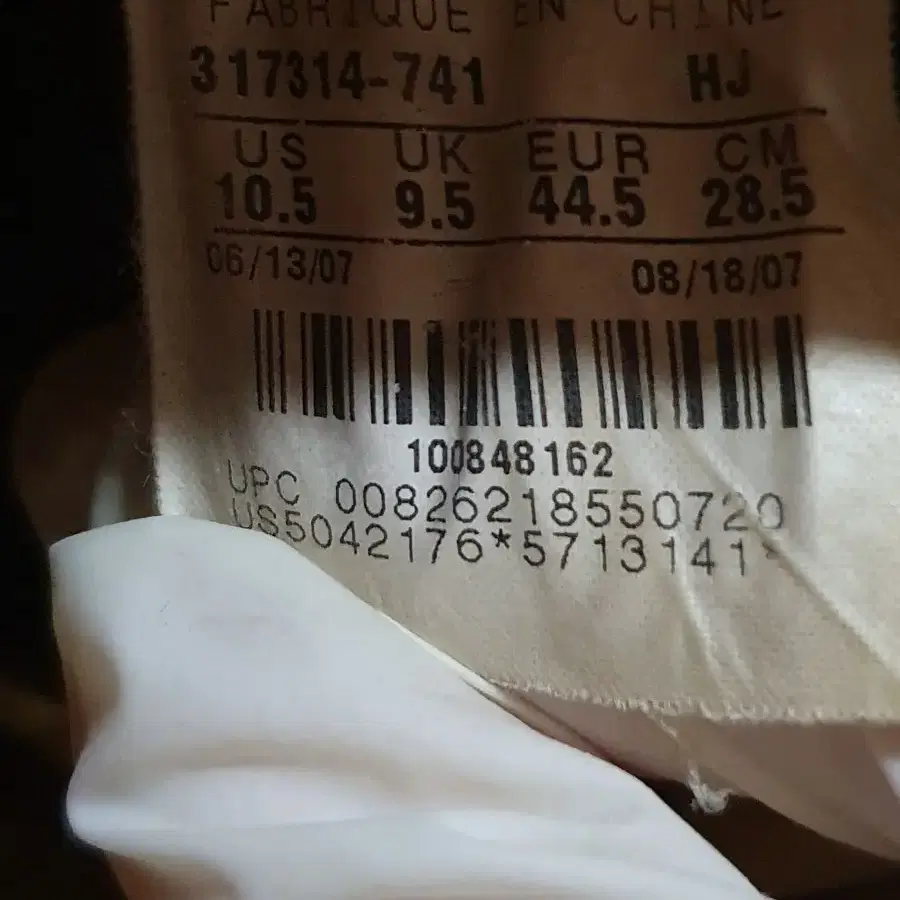 FABRIQUE EN CHINE
317314-741 HJ
US UK EUR CM
10.5 9.5 44.5 28.5
06/13/07 08/18/07
100848162
UPC 00826218550720
US5042176*5713141*